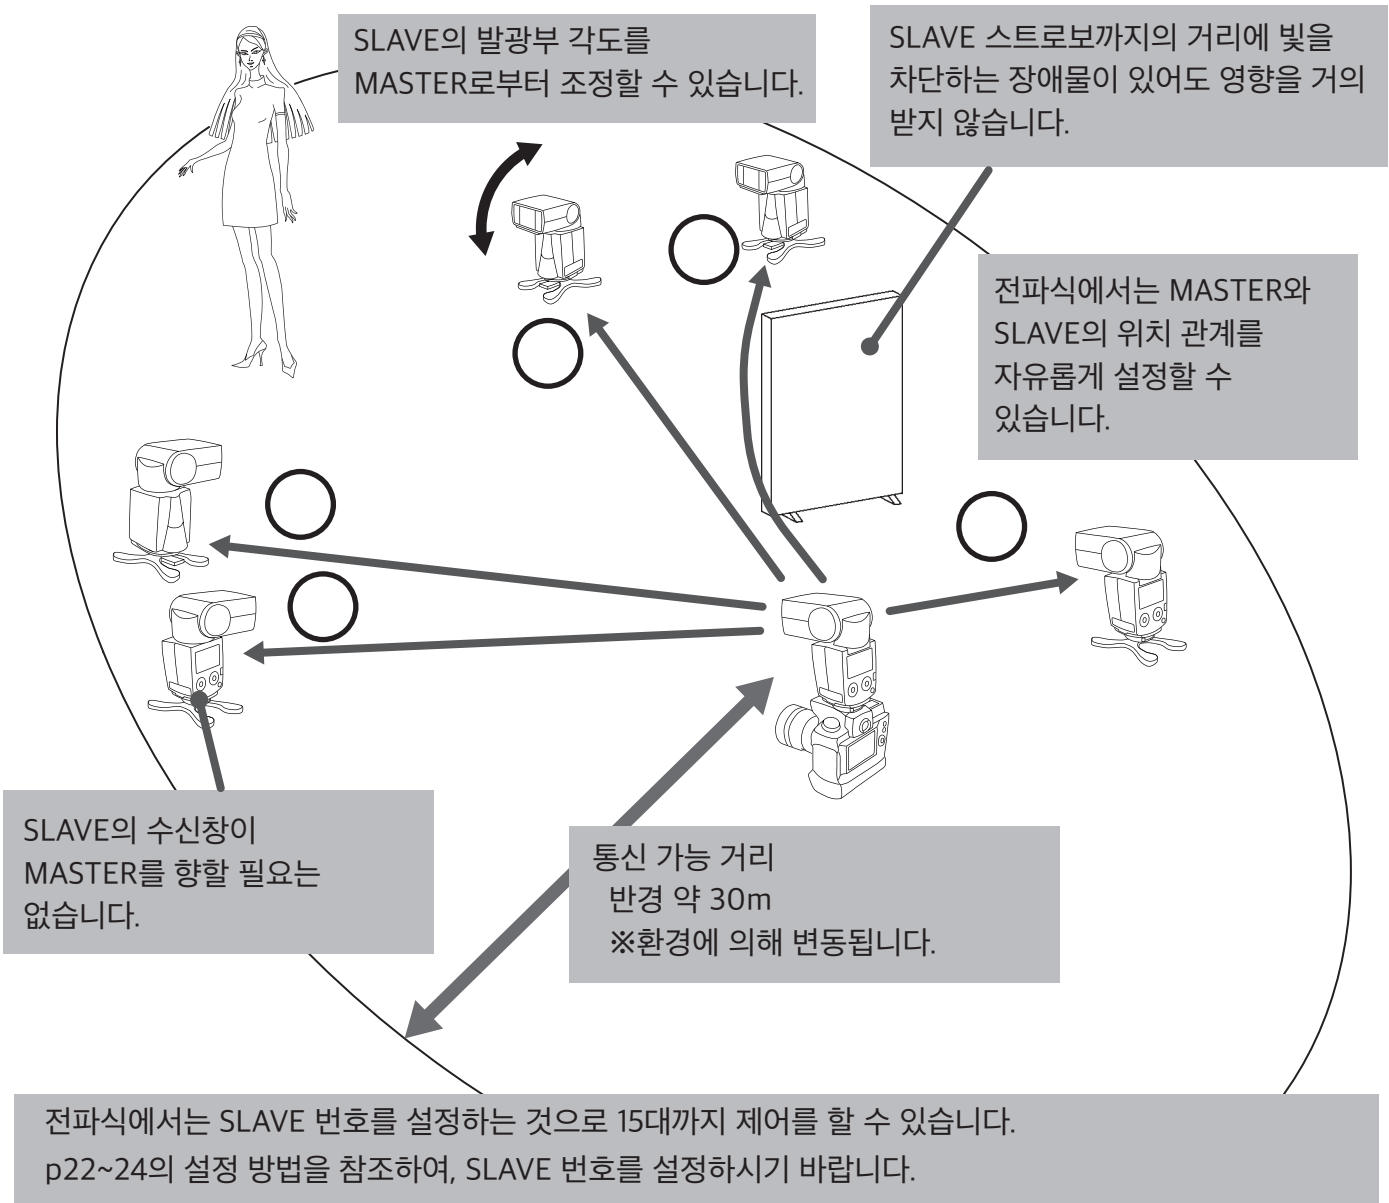 SLAVE의 발광부 각도를
MASTER로부터 조정할 수 있습니다.
SLAVE 스트로보까지의 거리에 빛을
차단하는 장애물이 있어도 영향을 거의
받지 않습니다.
전파식에서는 MASTER와
SLAVE의 위치 관계를
자유롭게 설정할 수
있습니다.
SLAVE의 수신창이
MASTER를 향할 필요는
없습니다.
통신 가능 거리
반경 약 30m
※환경에 의해 변동됩니다.
전파식에서는 SLAVE 번호를 설정하는 것으로 15대까지 제어를 할 수 있습니다.
p22~24의 설정 방법을 참조하여, SLAVE 번호를 설정하시기 바랍니다.